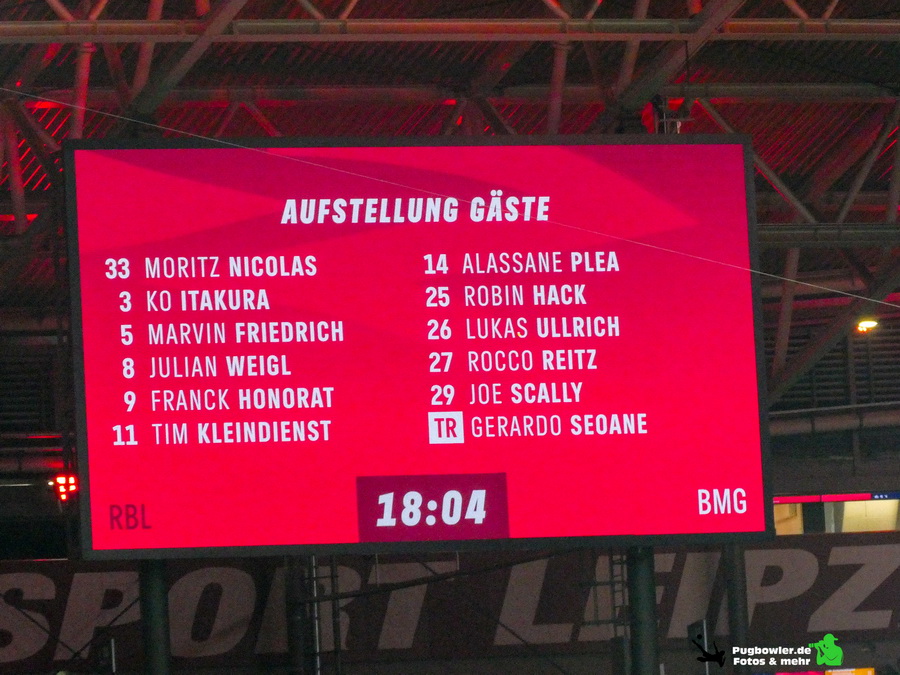 AUFSTELLUNG GÄSTE
33 MORITZ NICOLAS
3 KO ITAKURA
5 MARVIN FRIEDRICH
8 JULIAN WEIGL
9 FRANCK HONORAT
11 TIM KLEINDIENST
14 ALASSANE PLEA
25 ROBIN HACK
26 LUKAS ULLRICH
27 ROCCO REITZ
29 JOE SCALLY
TR GERARDO SEOANE
RBL 18:04 BMG
SPORT LEIPZ
Pugbowler.de
Fotos & mehr